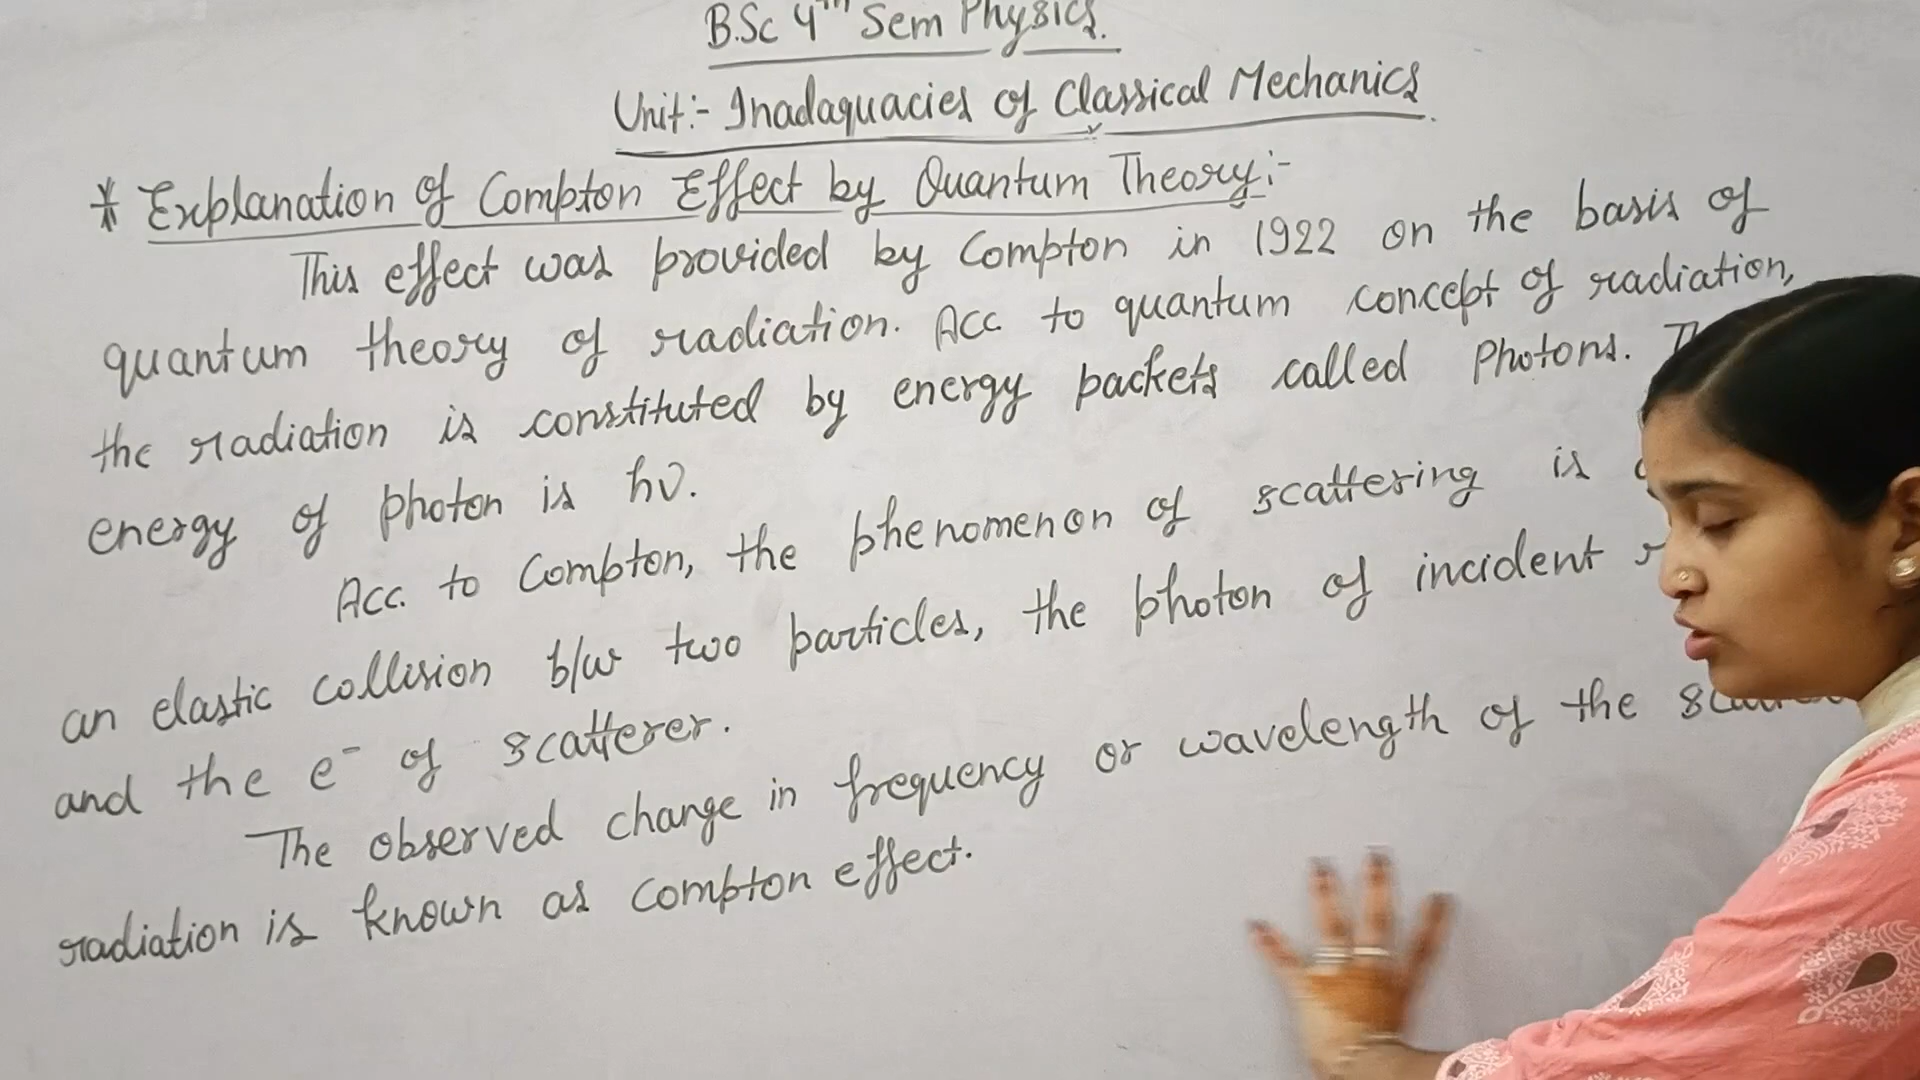 B.Sc 4th Sem Physics.
Unit:- Inadaquacies of Classical Mechanics.
* Explanation of Compton Effect by Quantum Theory:-
This effect was provided by Compton in 1922 on the basis of
quantum theory of radiation. Acc to quantum concept of radiation,
the radiation is constituted by energy packets called Photons.
energy of photon is hν.
Acc. to Compton, the phenomenon of scattering is
an elastic collision b/w two particles, the photon of incident
and the e⁻ of scatterer.
The observed change in frequency or wavelength of the
radiation is known as Compton effect.